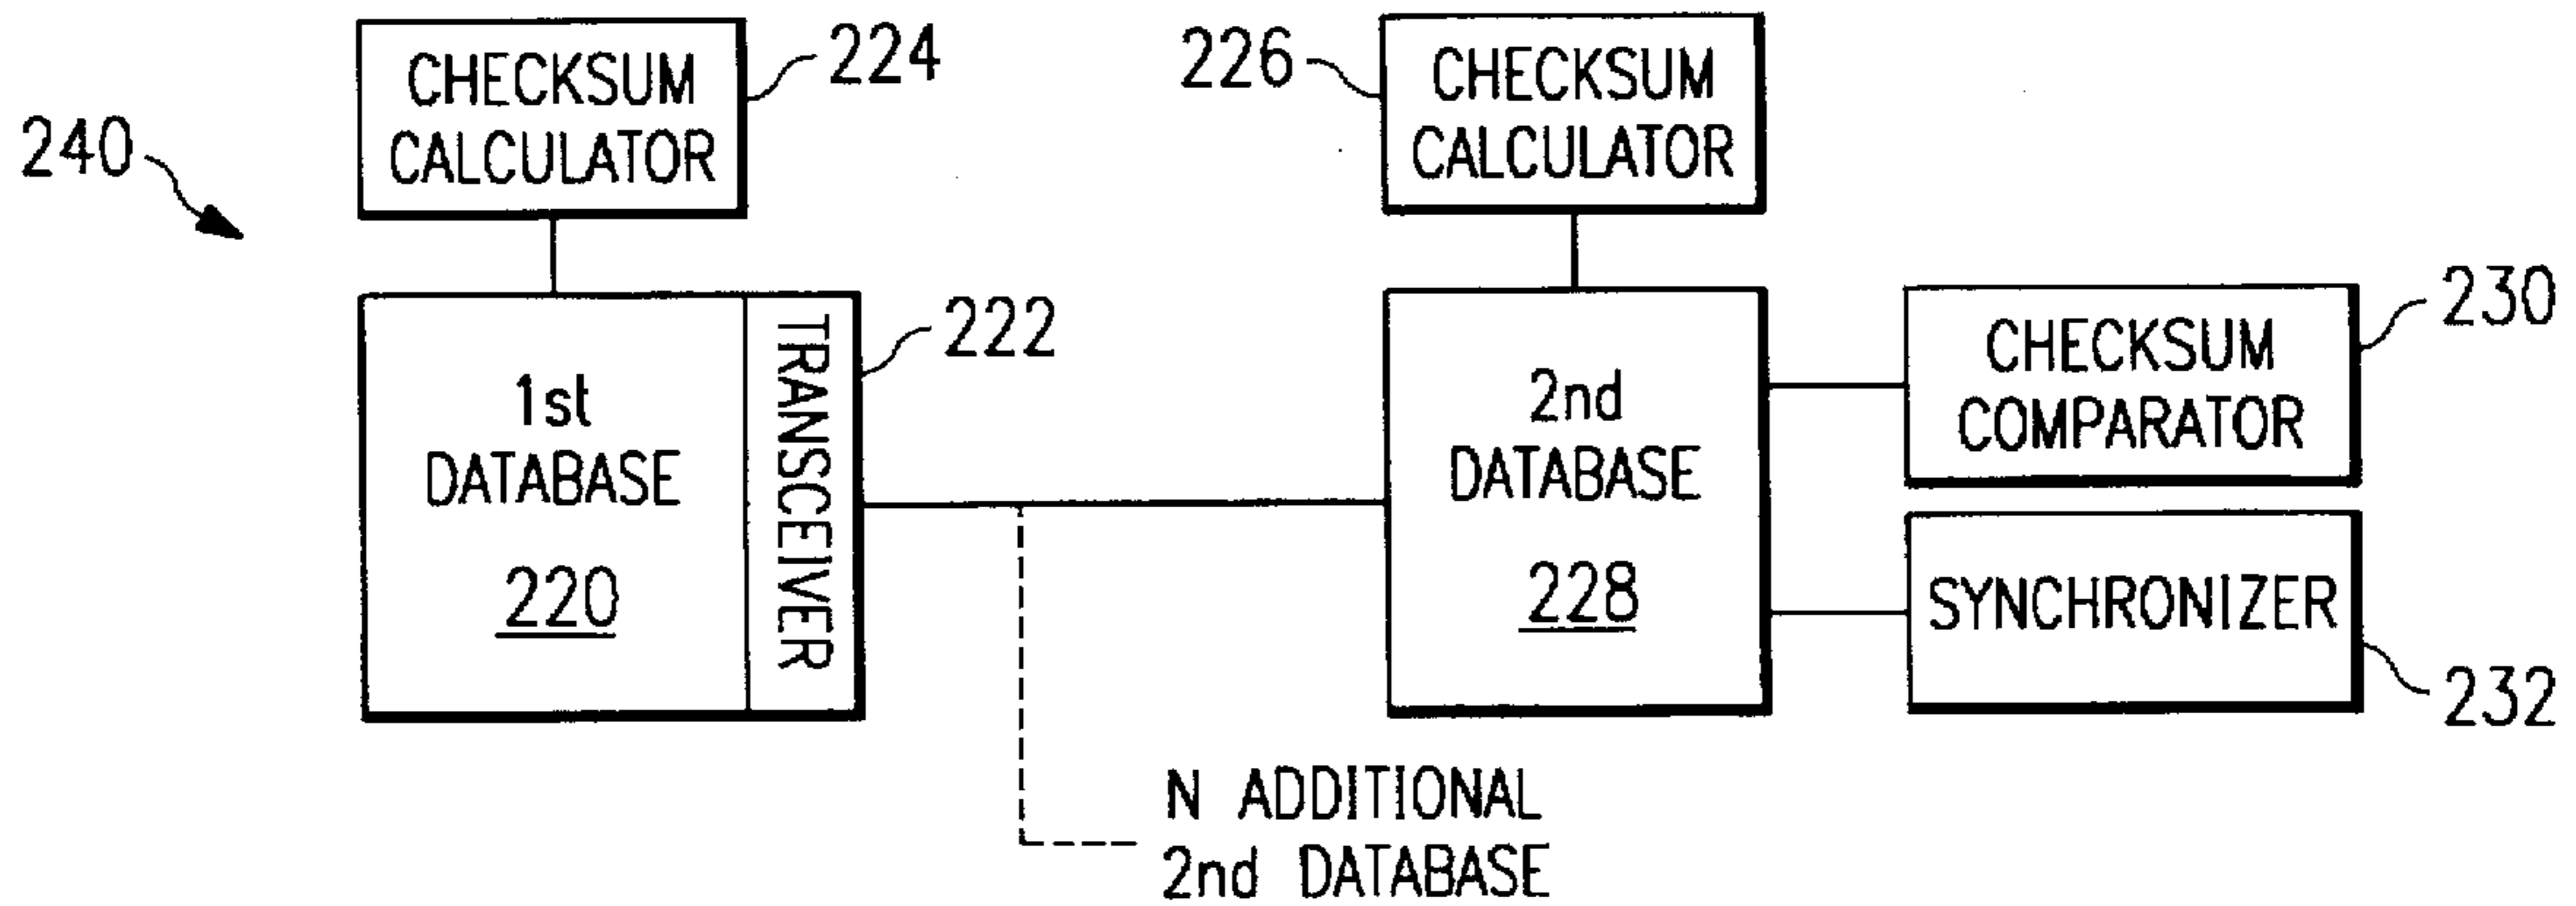 CHECKSUM
CALCULATOR
224
226
CHECKSUM
CALCULATOR
240
1st
DATABASE
220
TRANSCEIVER
222
2nd
DATABASE
228
CHECKSUM
COMPARATOR
230
SYNCHRONIZER
232
N ADDITIONAL
2nd DATABASE